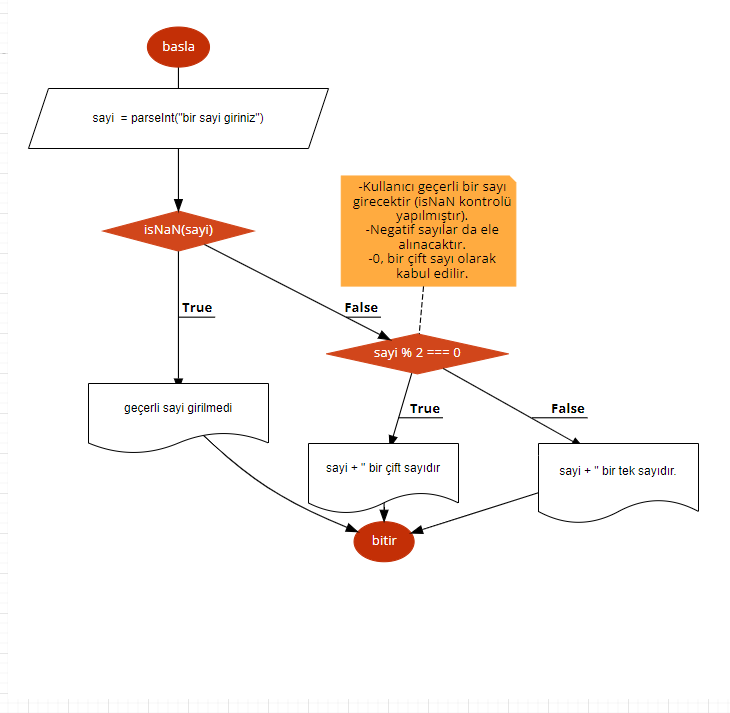 basla
sayi = parseInt("bir sayi giriniz")
-Kullanıcı geçerli bir sayı
girecektir (isNaN kontrolü
yapılmıştır).
-Negatif sayılar da ele
alınacaktır.
-0, bir çift sayı olarak
kabul edilir.
isNaN(sayi)
True
False
sayi % 2 === 0
geçerli sayi girilmedi
True
False
sayi + " bir çift sayıdır
sayi + " bir tek sayıdır.
bitir